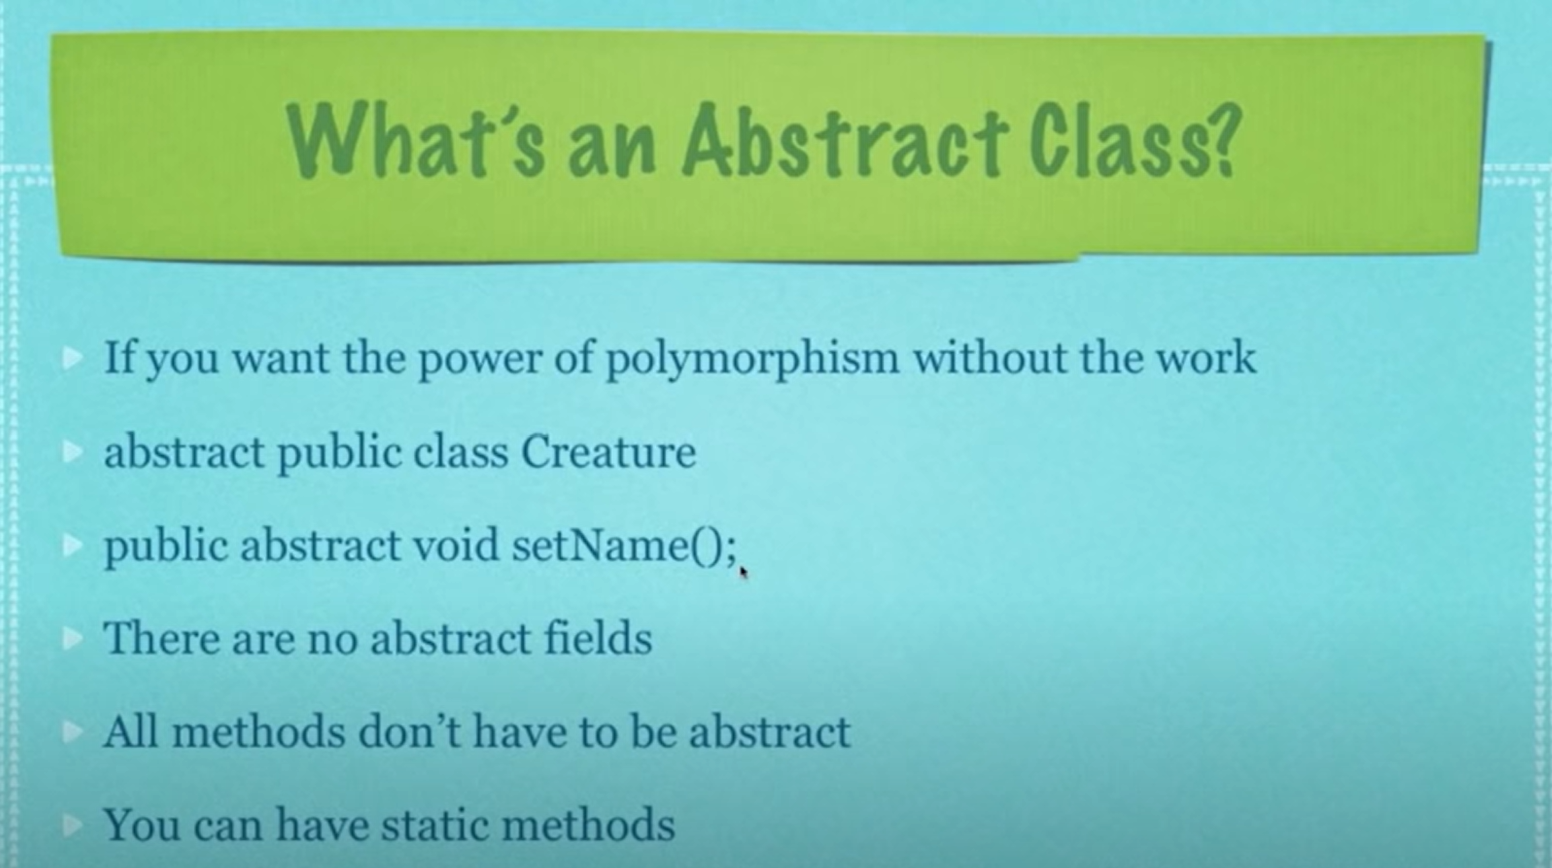 What's an Abstract Class?
If you want the power of polymorphism without the work
abstract public class Creature
public abstract void setName();
There are no abstract fields
All methods don't have to be abstract
You can have static methods